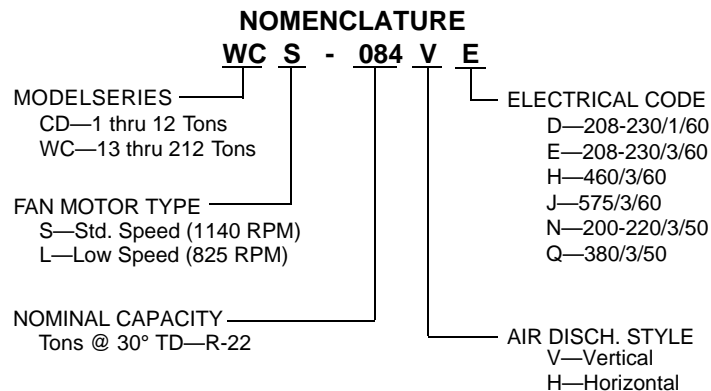 NOMENCLATURE
WC S - 084 V E
MODELSERIES
CD—1 thru 12 Tons
WC—13 thru 212 Tons
FAN MOTOR TYPE
S—Std. Speed (1140 RPM)
L—Low Speed (825 RPM)
NOMINAL CAPACITY
Tons @ 30° TD—R-22
ELECTRICAL CODE
D—208-230/1/60
E—208-230/3/60
H—460/3/60
J—575/3/60
N—200-220/3/50
Q—380/3/50
AIR DISCH. STYLE
V—Vertical
H—Horizontal